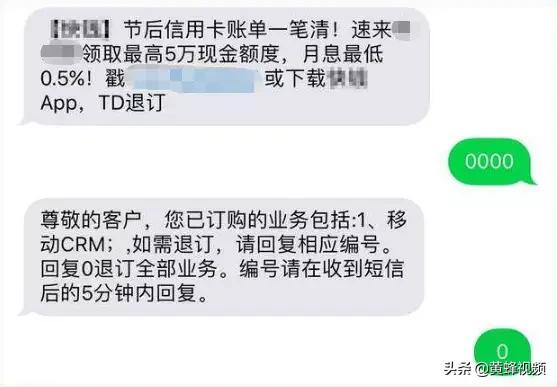 节后信用卡账单一笔清！速来
领取最高5万现金额度，月息最低
0.5%！戳 或下载
App，TD退订
0000
尊敬的客户，您已订购的业务包括:1、移
动CRM；,如需退订，请回复相应编号。
回复0退订全部业务。编号请在收到短信
后的5分钟内回复。
0
头条 @黄蜂视频